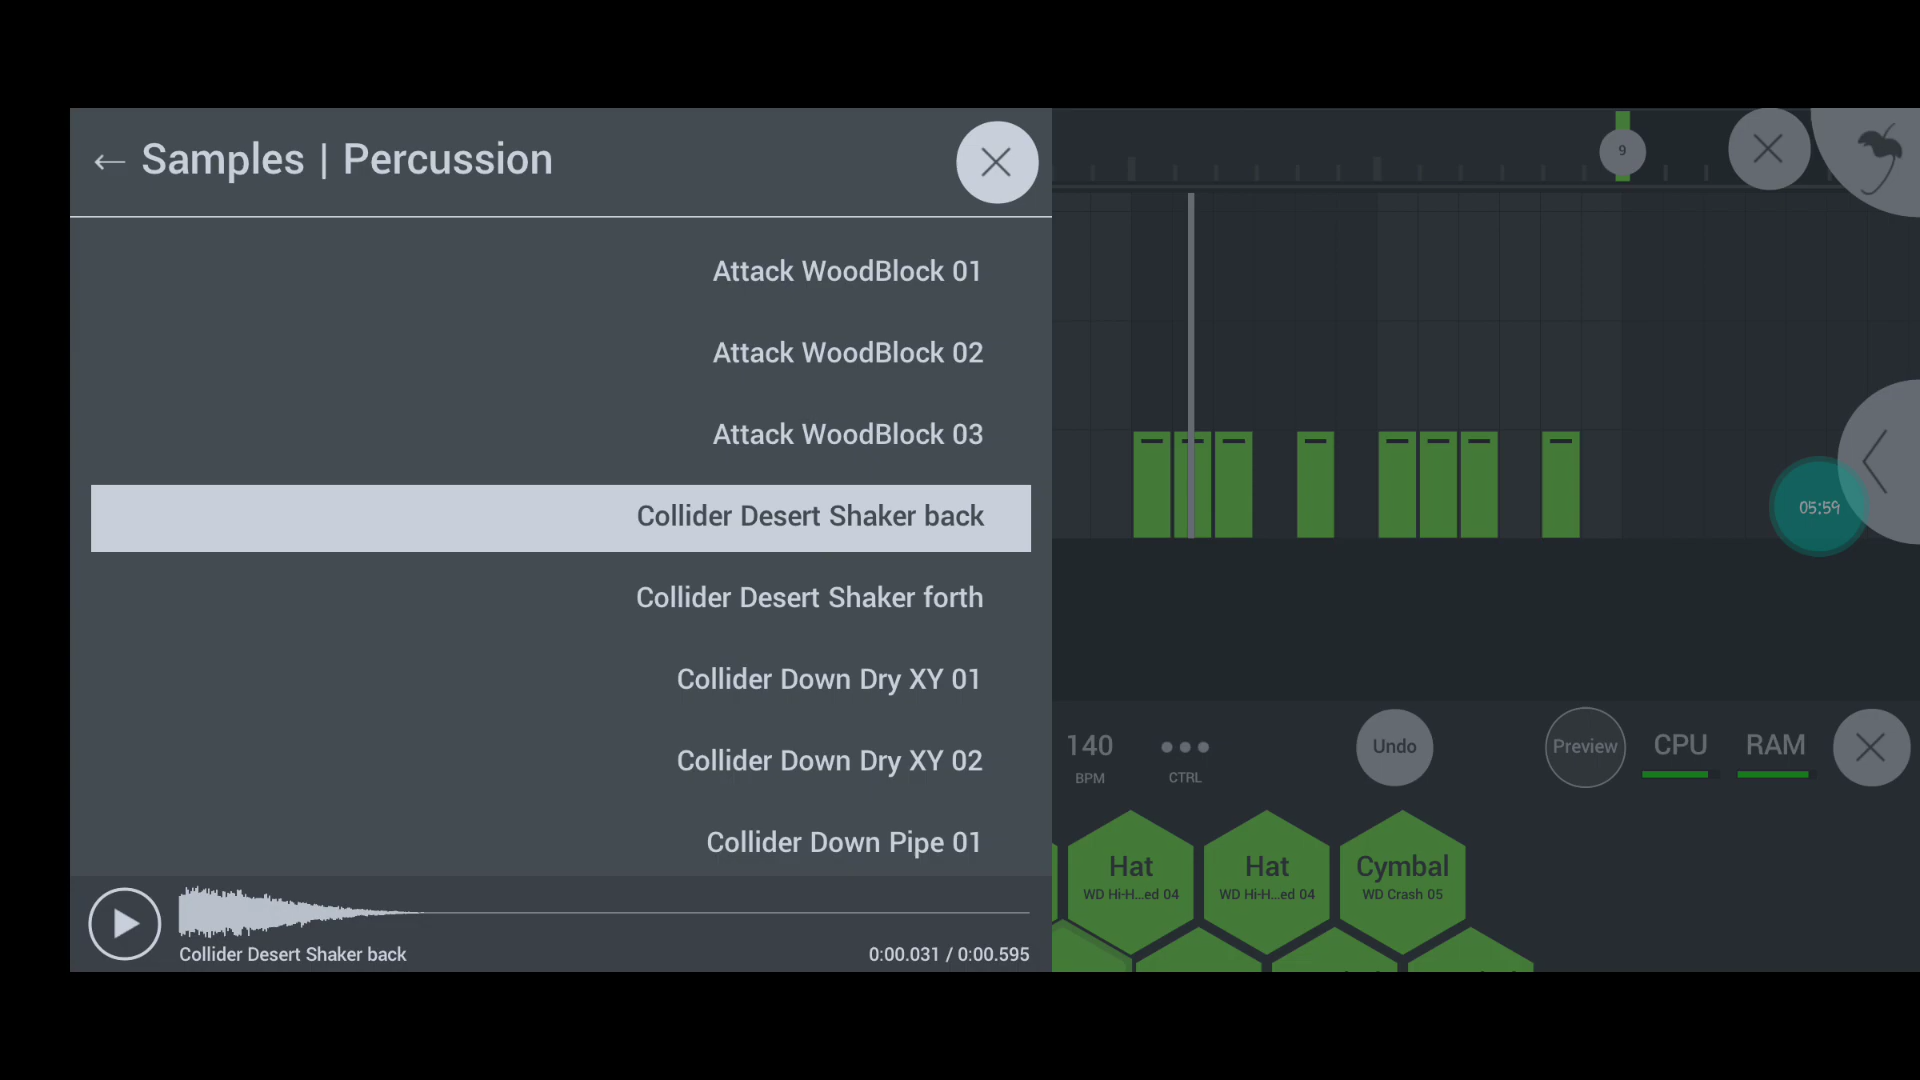 ← Samples | Percussion
Attack WoodBlock 01
Attack WoodBlock 02
Attack WoodBlock 03
Collider Desert Shaker back
Collider Desert Shaker forth
Collider Down Dry XY 01
Collider Down Dry XY 02
Collider Down Pipe 01
Collider Desert Shaker back
0:00.031 / 0:00.595
9
05:59
140
BPM
CTRL
Undo
Preview
CPU
RAM
Hat
WD Hi-H...ed 04
Hat
WD Hi-H...ed 04
Cymbal
WD Crash 05